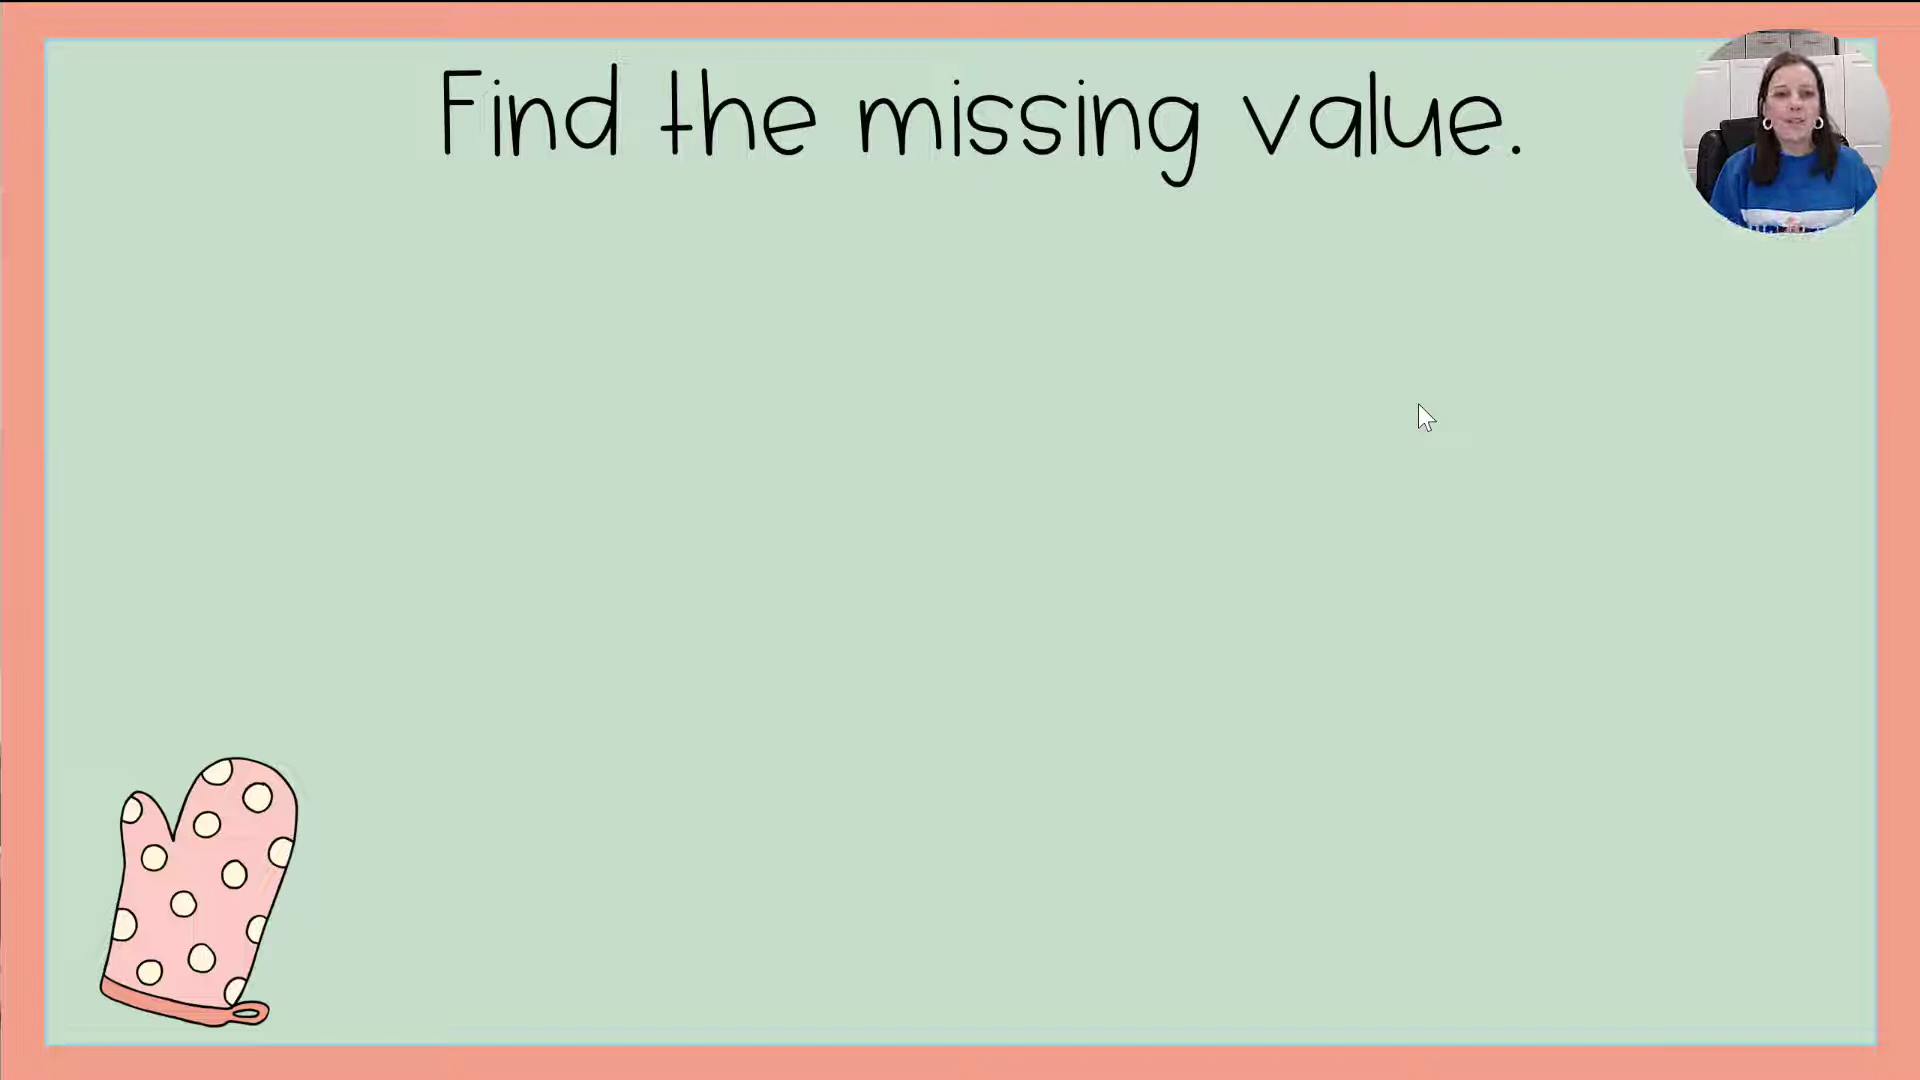 Find the missing value.